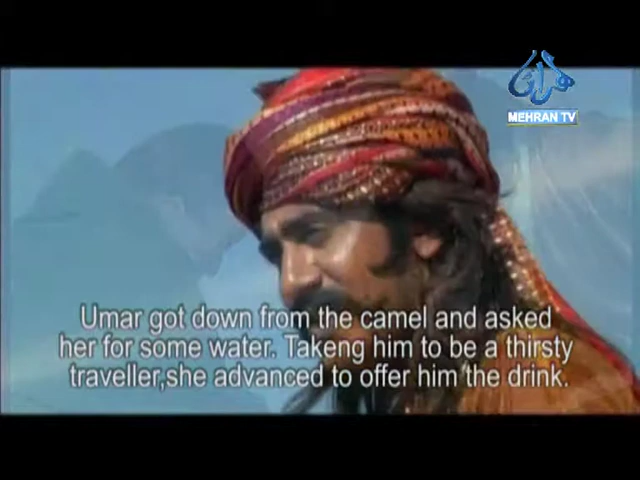 مهران
MEHRAN TV
Umar got down from the camel and asked
her for some water. Takeng him to be a thirsty
traveller,she advanced to offer him the drink.